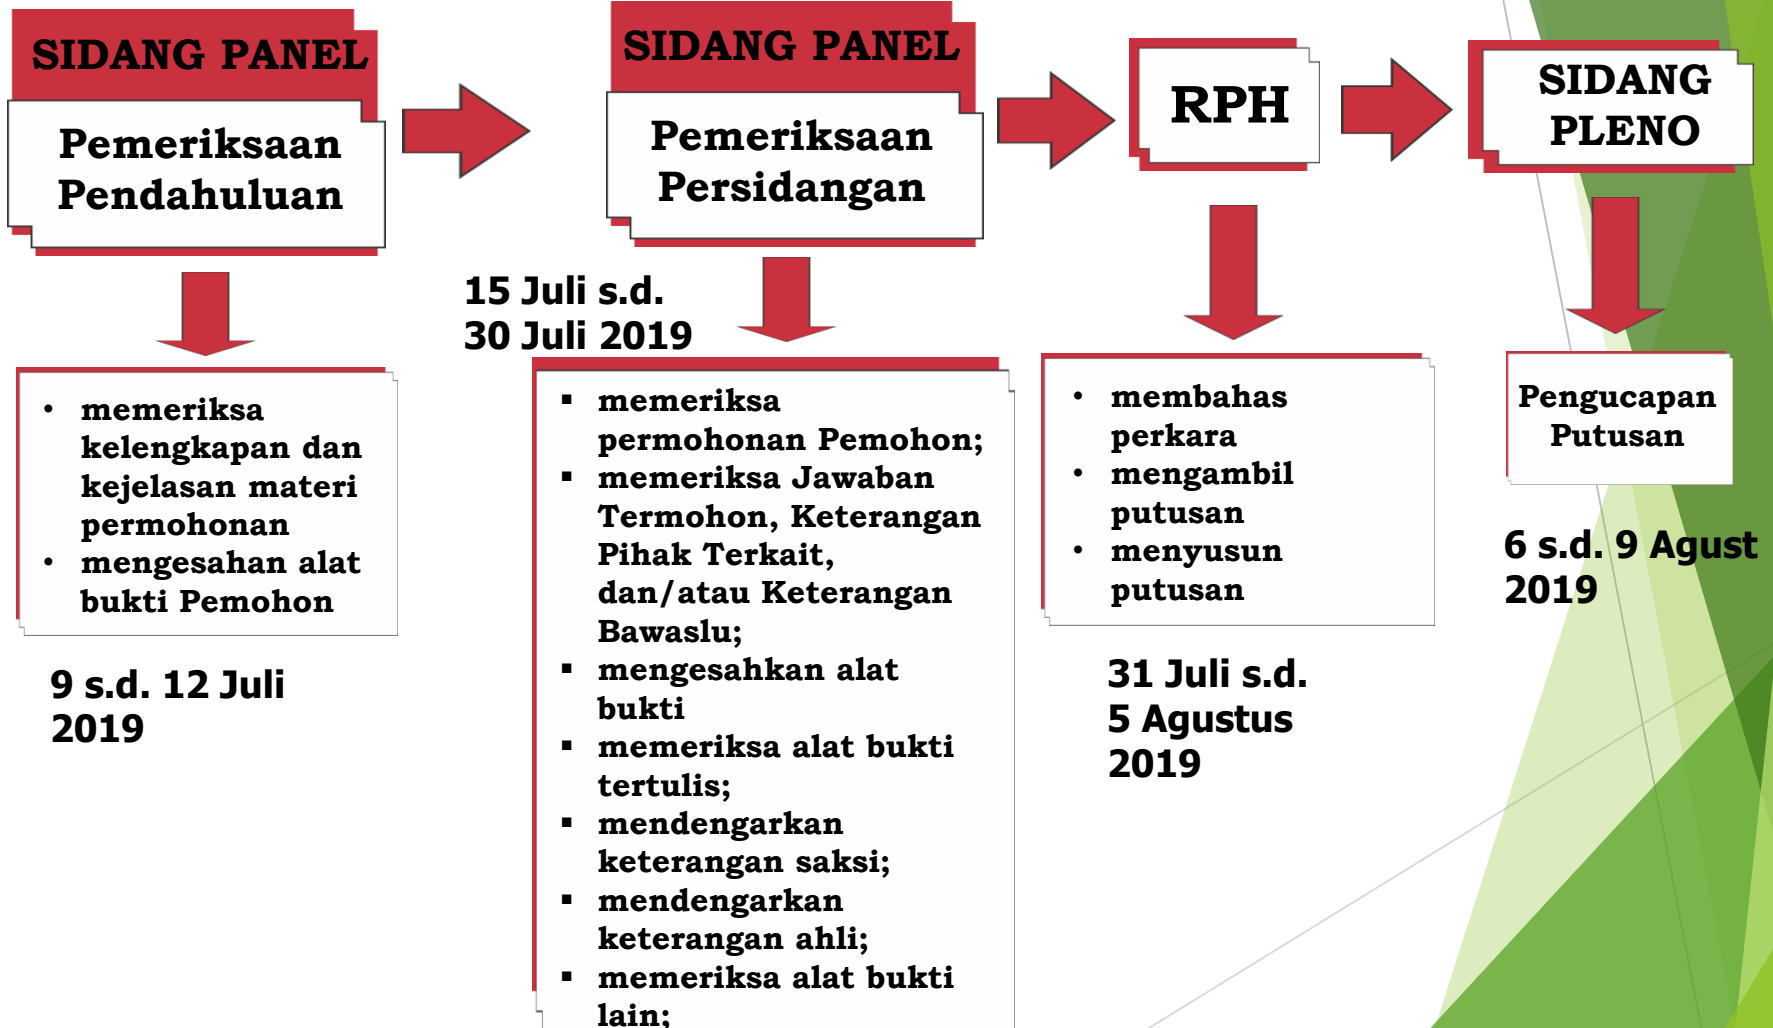 SIDANG PANEL
Pemeriksaan
Pendahuluan
• memeriksa
kelengkapan dan
kejelasan materi
permohonan
• mengesahan alat
bukti Pemohon
9 s.d. 12 Juli
2019
SIDANG PANEL
Pemeriksaan
Persidangan
15 Juli s.d.
30 Juli 2019
▪ memeriksa
permohonan Pemohon;
▪ memeriksa Jawaban
Termohon, Keterangan
Pihak Terkait,
dan/atau Keterangan
Bawaslu;
▪ mengesahkan alat
bukti
▪ memeriksa alat bukti
tertulis;
▪ mendengarkan
keterangan saksi;
▪ mendengarkan
keterangan ahli;
▪ memeriksa alat bukti
lain;
RPH
• membahas
perkara
• mengambil
putusan
• menyusun
putusan
31 Juli s.d.
5 Agustus
2019
SIDANG
PLENO
Pengucapan
Putusan
6 s.d. 9 Agust
2019